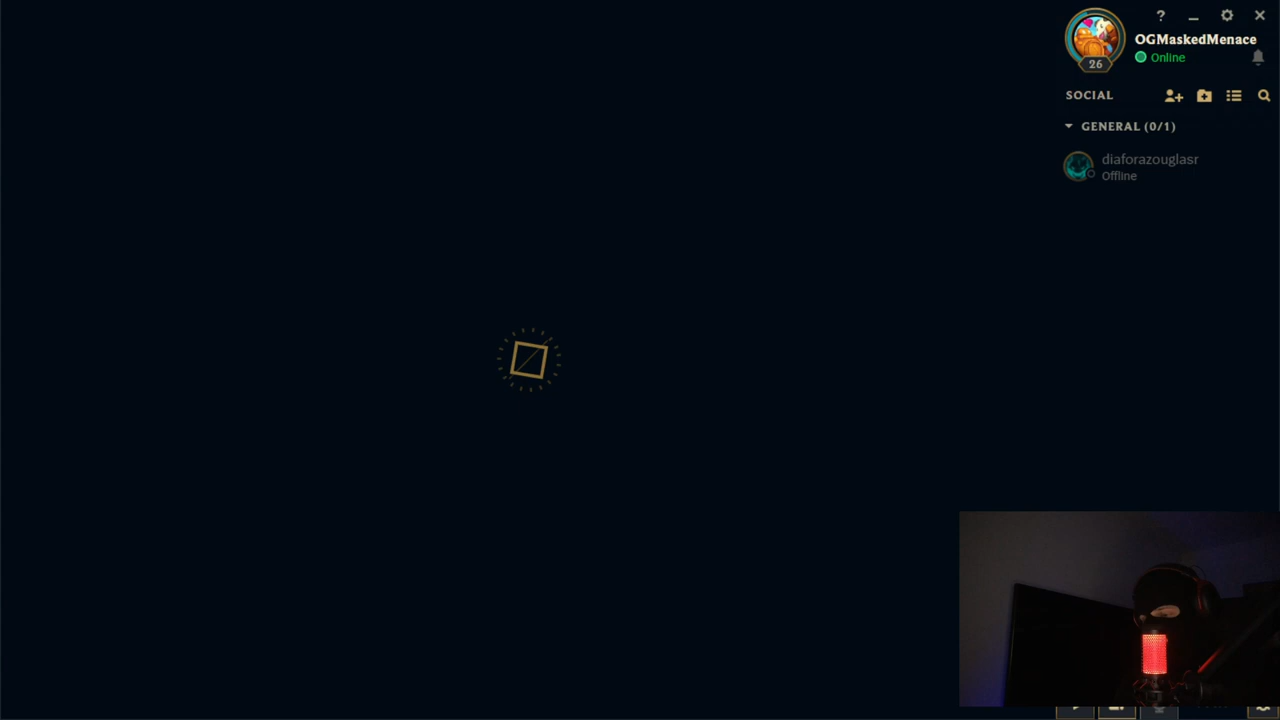 OGMaskedMenace
26
Online
SOCIAL
GENERAL (0/1)
diaforazouglasr
Offline